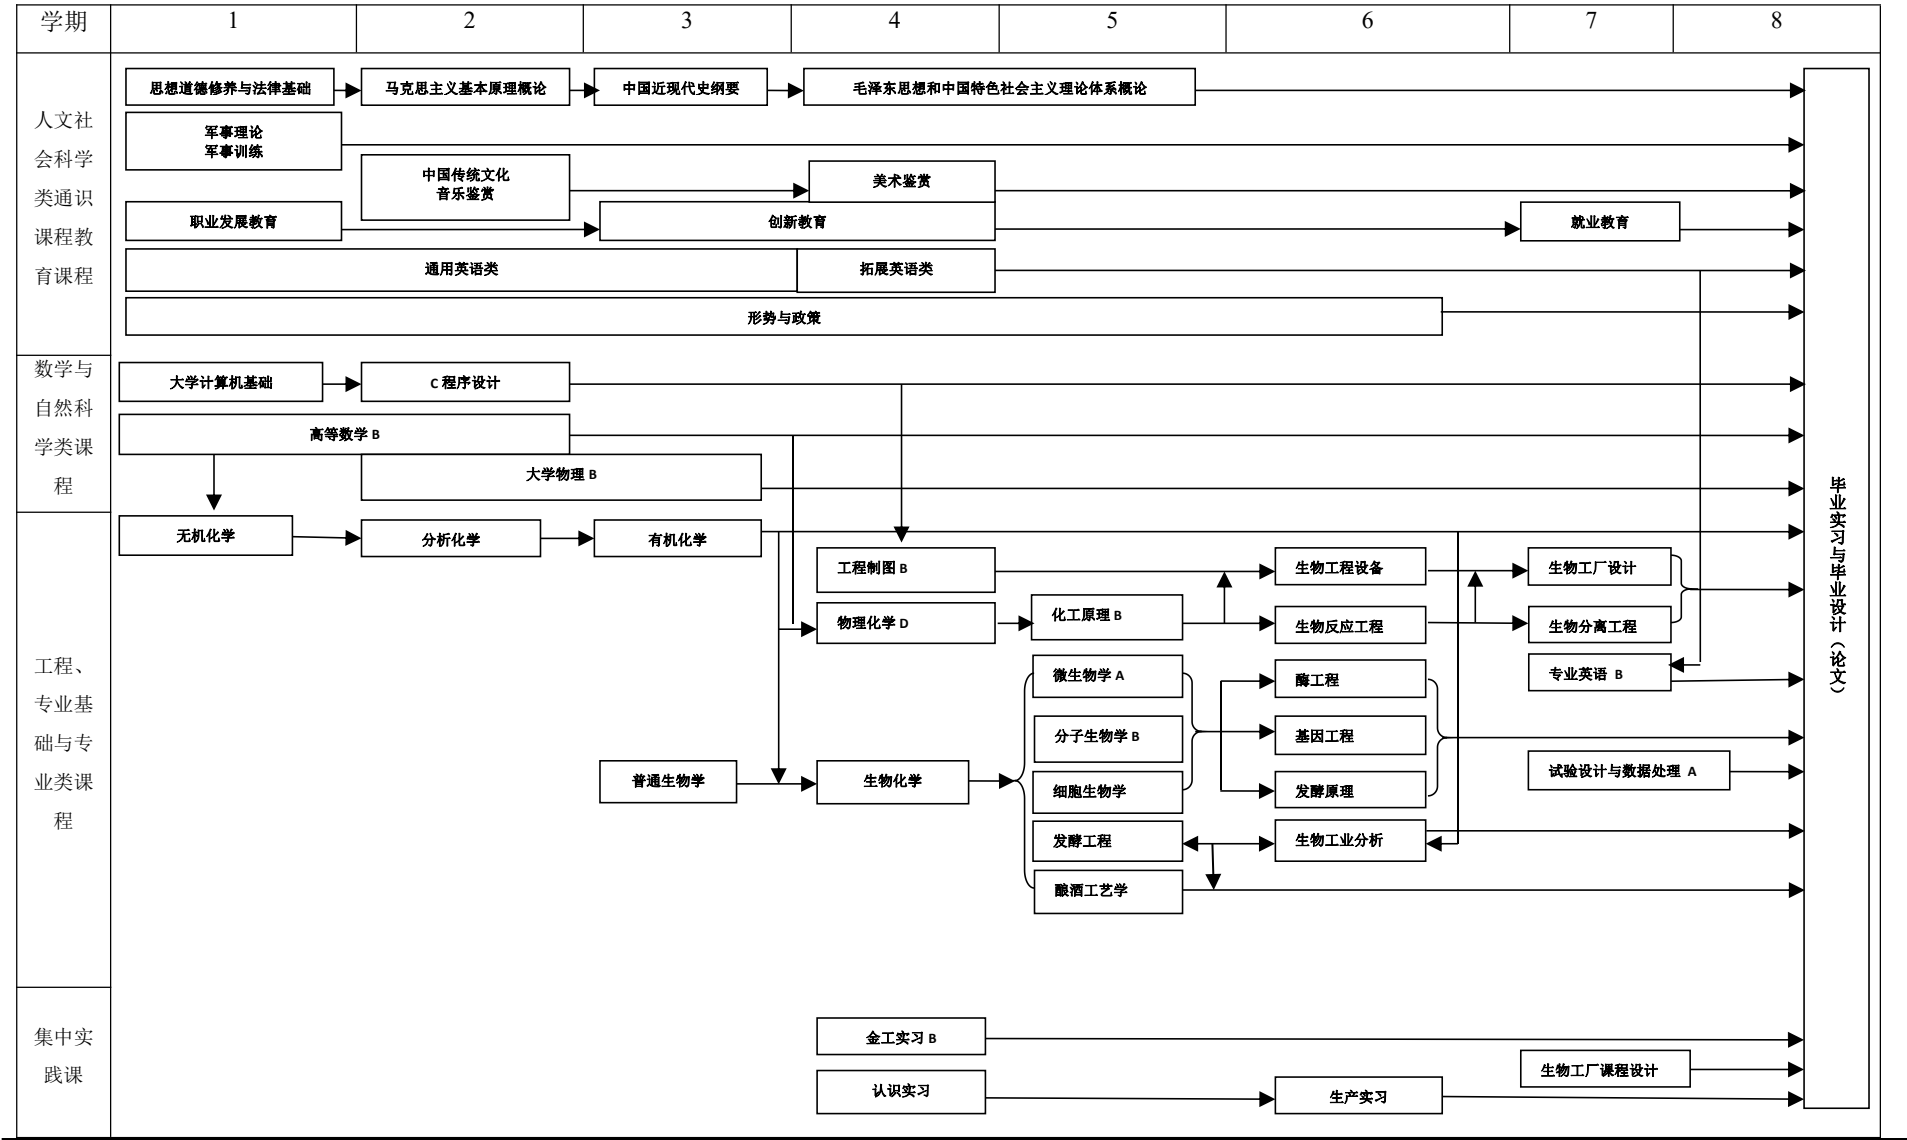 学期 1 2 3 4 5 6 7 8
人文社
会科学
类通识
课程教
育课程
思想道德修养与法律基础
马克思主义基本原理概论
中国近现代史纲要
毛泽东思想和中国特色社会主义理论体系概论
军事理论
军事训练
中国传统文化
音乐鉴赏
美术鉴赏
职业发展教育
创新教育
就业教育
通用英语类
拓展英语类
形势与政策
数学与
自然科
学类课
程
大学计算机基础
C 程序设计
高等数学 B
大学物理 B
工程、
专业基
础与专
业类课
程
无机化学
分析化学
有机化学
工程制图 B
生物工程设备
生物工厂设计
物理化学 D
化工原理 B
生物反应工程
生物分离工程
微生物学 A
酶工程
专业英语 B
分子生物学 B
基因工程
普通生物学
生物化学
细胞生物学
发酵原理
试验设计与数据处理 A
发酵工程
生物工业分析
酿酒工艺学
集中实
践课
金工实习 B
生物工厂课程设计
认识实习
生产实习
毕业实习与毕业设计（论文）